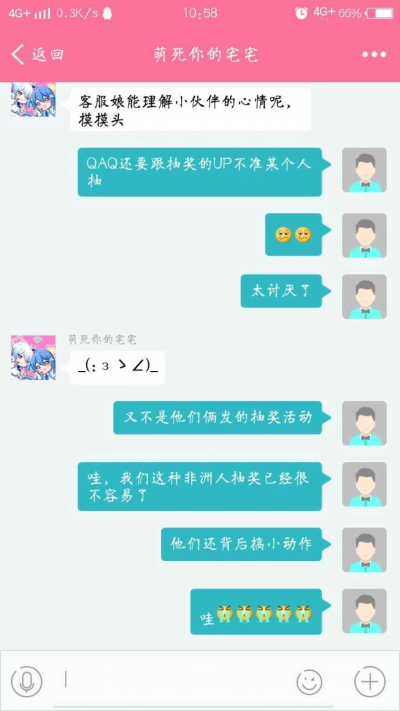 4G+ 0.3K/s 10:58 4G+ 66%
返回 萌死你的宅宅
客服娘能理解小伙伴的心情呢，
摸摸头
QAQ还要跟抽奖的UP不准某个人
抽
太讨厌了
萌死你的宅宅
_(:з ゝ∠)_
又不是他们俩发的抽奖活动
哇，我们这种非洲人抽奖已经很
不容易了
他们还背后搞小动作
哇